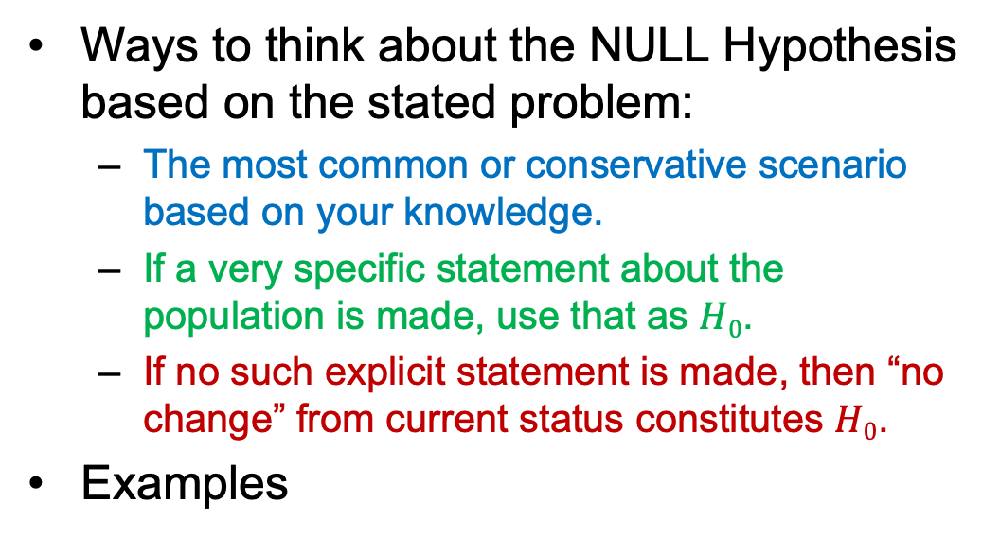 • Ways to think about the NULL Hypothesis
based on the stated problem:
– The most common or conservative scenario
based on your knowledge.
– If a very specific statement about the
population is made, use that as H₀.
– If no such explicit statement is made, then “no
change” from current status constitutes H₀.
• Examples